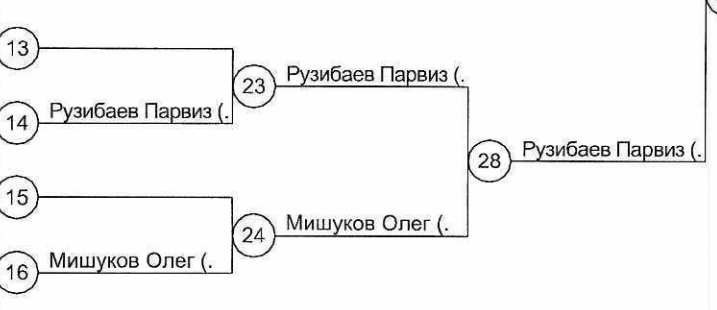 13
23 Рузибаев Парвиз (.
14 Рузибаев Парвиз (.
28 Рузибаев Парвиз (.
15
24 Мишуков Олег (.
16 Мишуков Олег (.